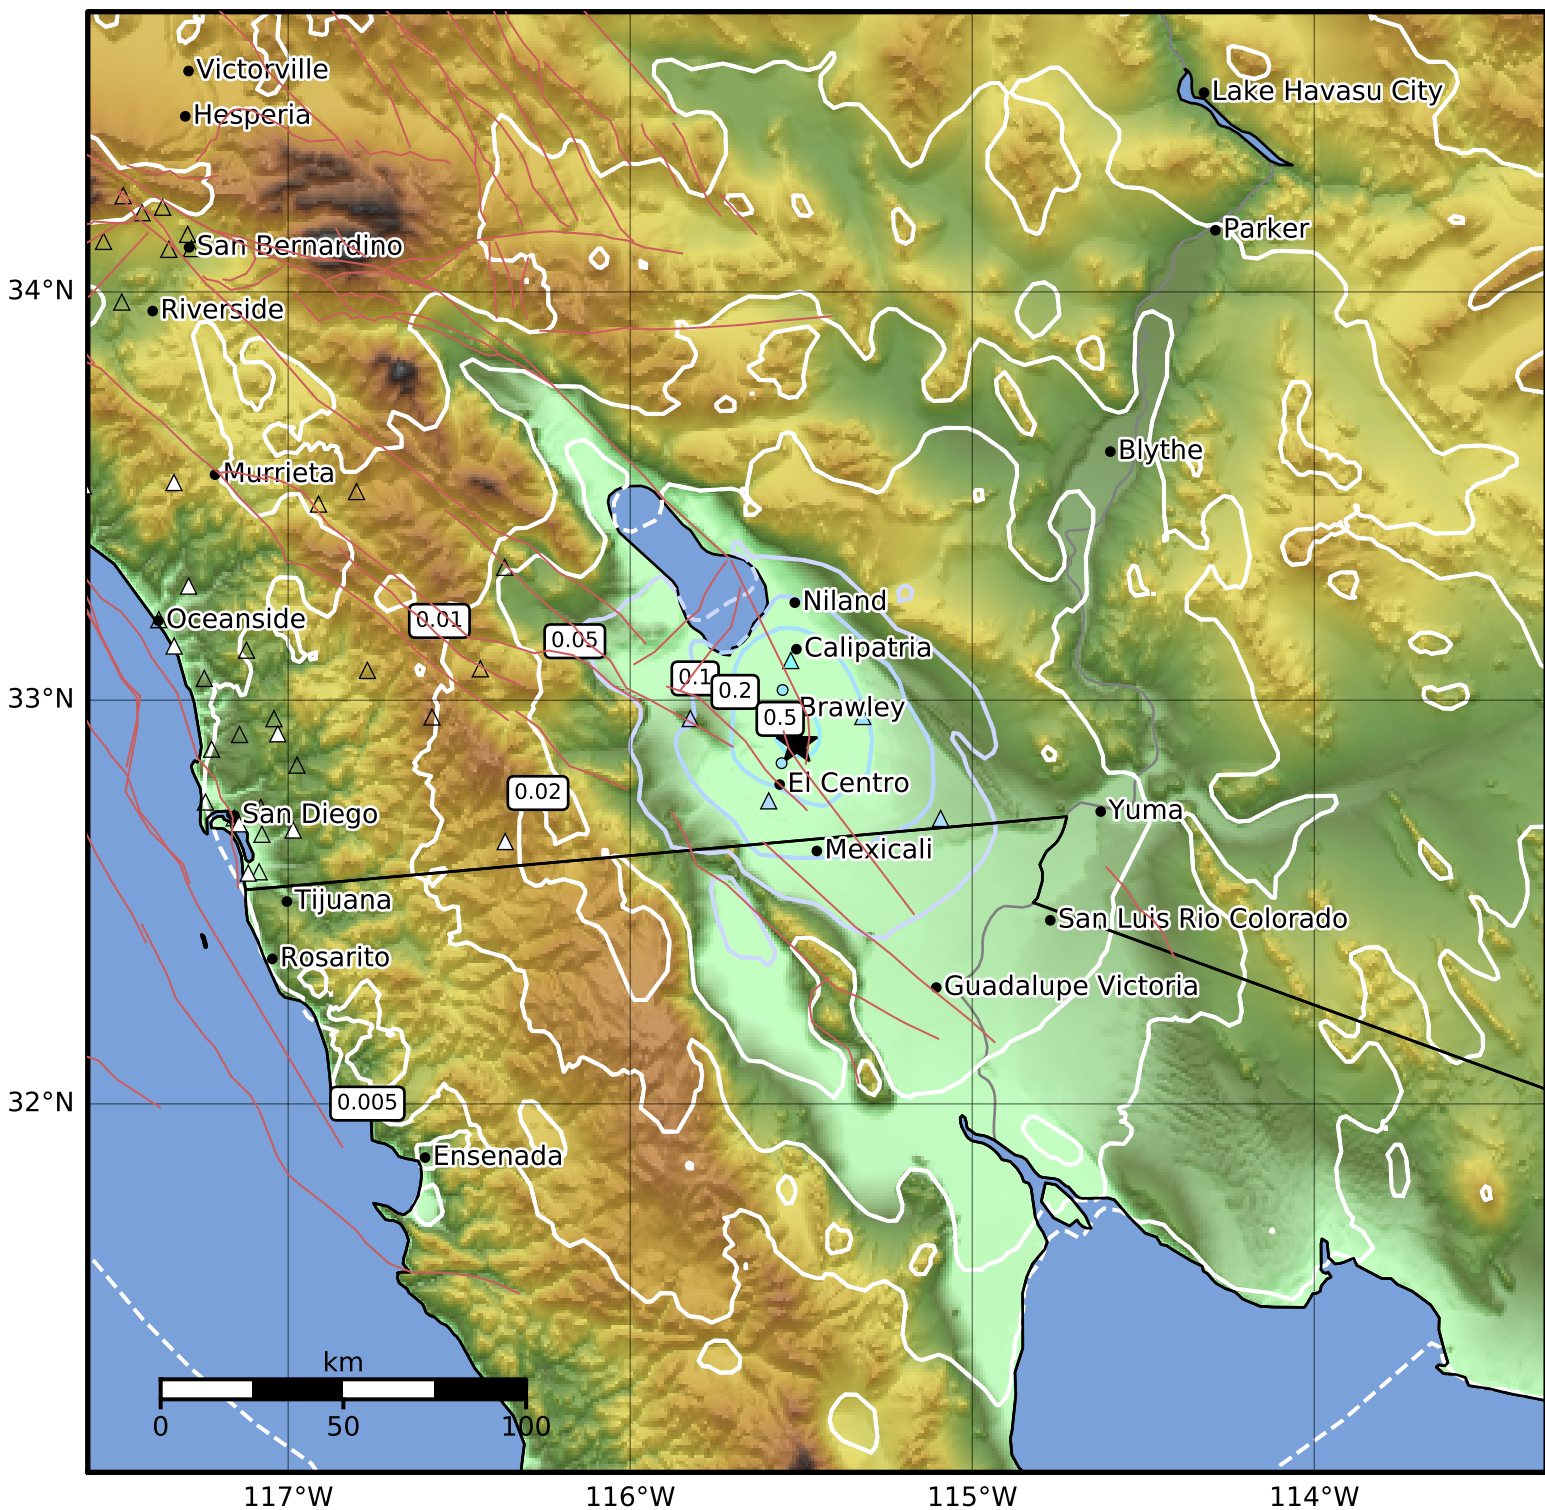 Victorville
Lake Havasu City
Hesperia
Parker
San Bernardino
34°N
Riverside
Blythe
Murrieta
Niland
Oceanside
0.01
0.05
Calipatria
0.1
0.2
33°N
0.5
Brawley
El Centro
0.02
San Diego
Yuma
Mexicali
Tijuana
San Luis Rio Colorado
Rosarito
Guadalupe Victoria
32°N
0.005
Ensenada
km
0 50 100
117°W 116°W 115°W 114°W